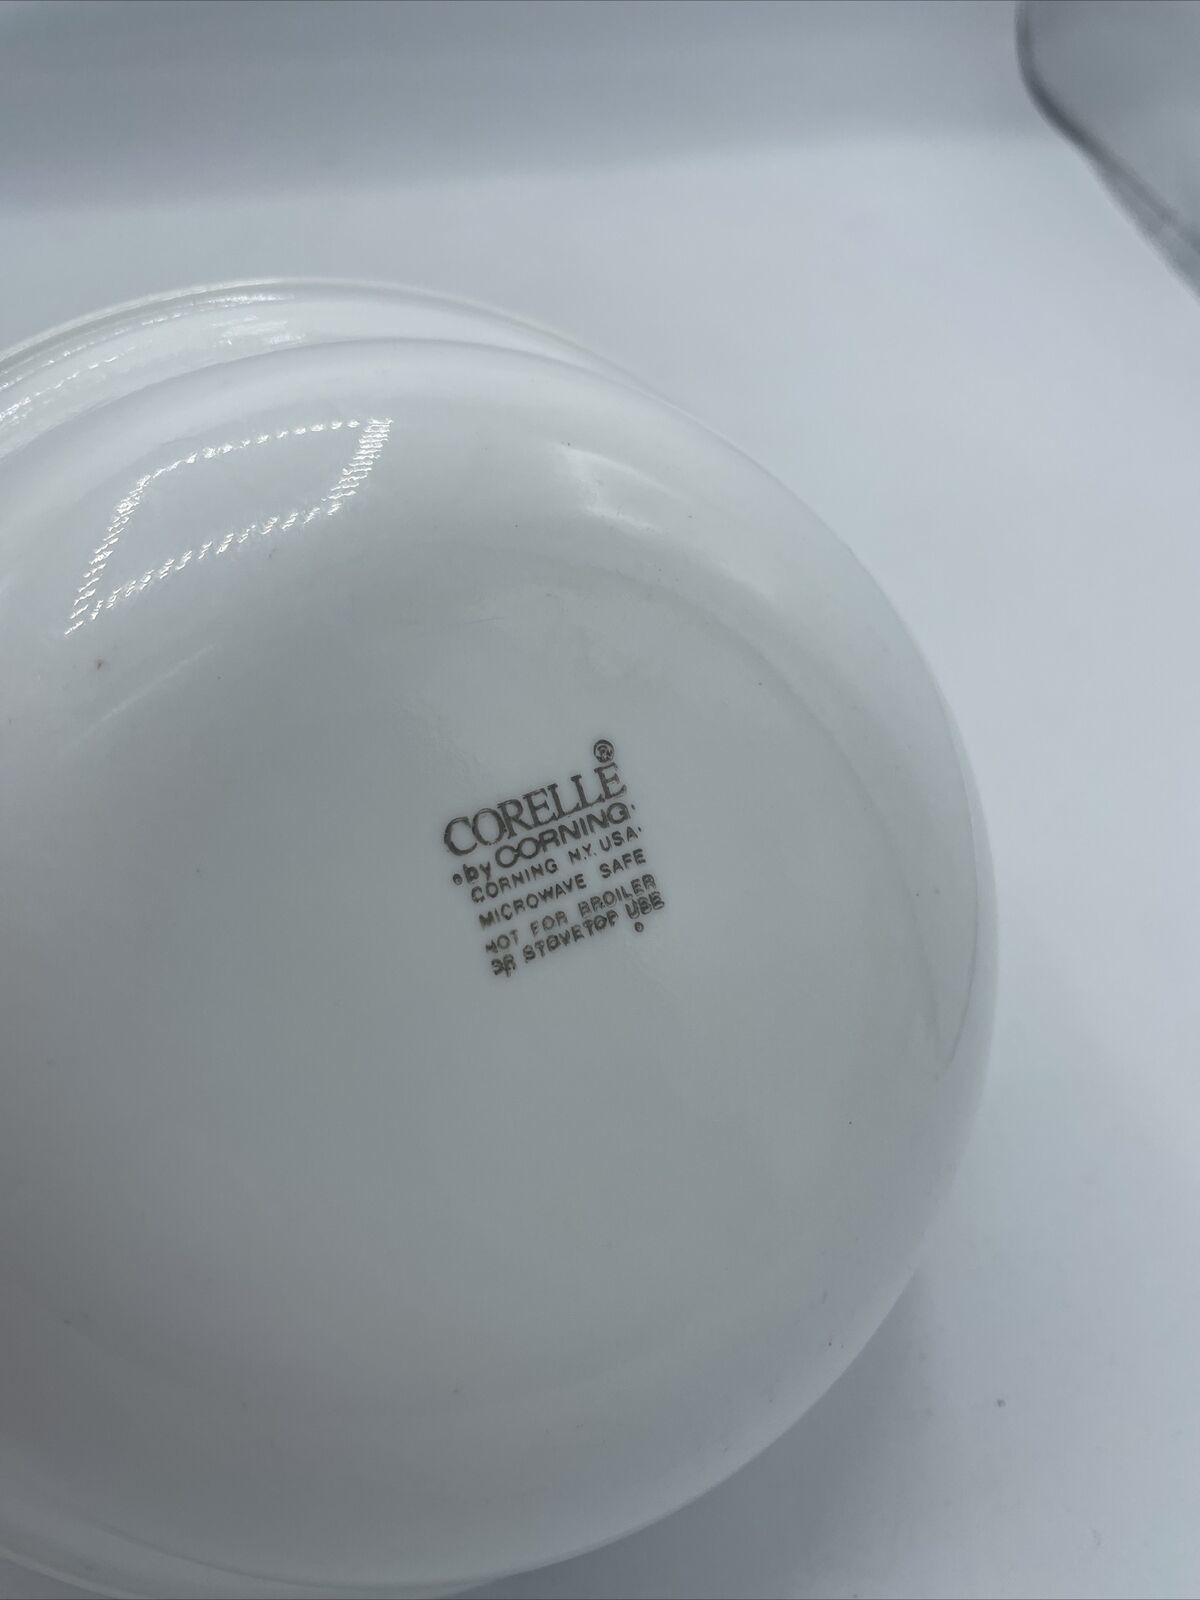 CORELLE®
by CORNING
CORNING N.Y. USA
MICROWAVE SAFE
NOT FOR BROILER
OR STOVETOP USE